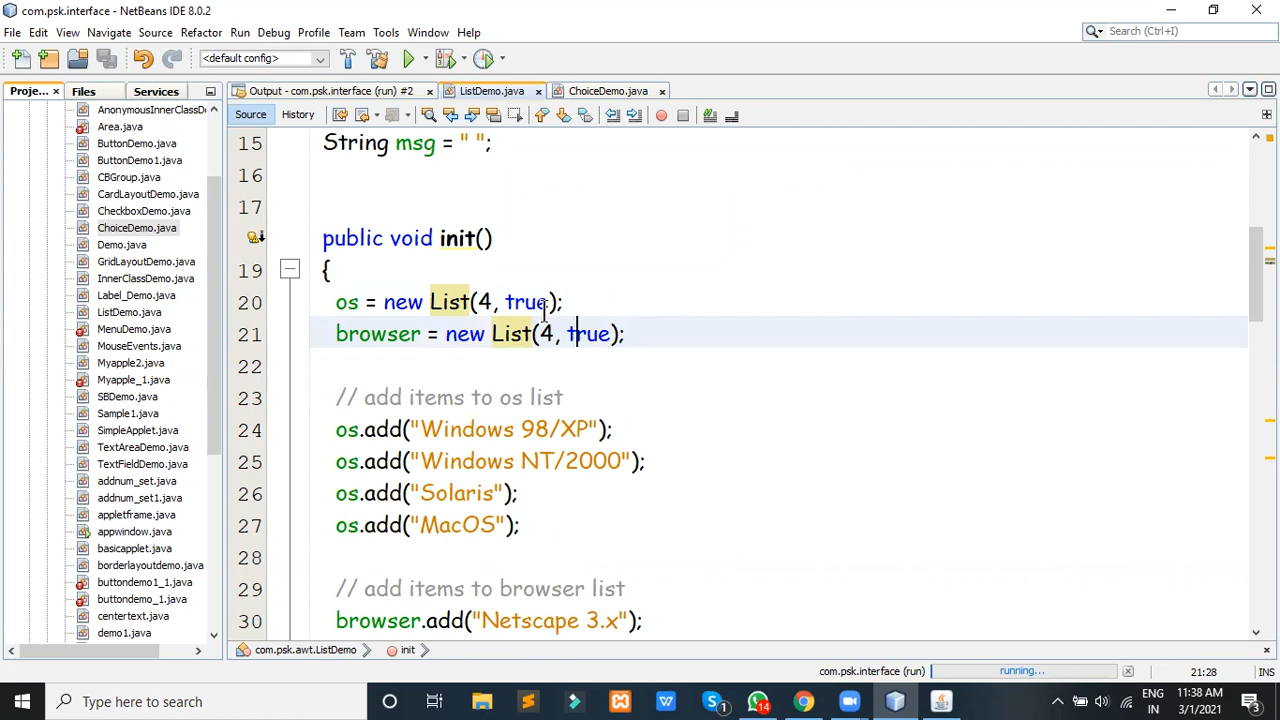 com.psk.interface - NetBeans IDE 8.0.2
File Edit View Navigate Source Refactor Run Debug Profile Team Tools Window Help
Search (Ctrl+I)
<default config>
Proje... Files Services
Output - com.psk.interface (run) #2 ListDemo.java ChoiceDemo.java
Source History
AnonymousInnerClassD
Area.java
ButtonDemo.java
ButtonDemo1.java
CBGroup.java
CardLayoutDemo.java
CheckboxDemo.java
ChoiceDemo.java
Demo.java
GridLayoutDemo.java
InnerClassDemo.java
Label_Demo.java
ListDemo.java
MenuDemo.java
MouseEvents.java
Myapple2.java
Myapple_1.java
SBDemo.java
Sample1.java
SimpleApplet.java
TextAreaDemo.java
TextFieldDemo.java
addnum_set.java
addnum_set1.java
appletframe.java
appwindow.java
basicapplet.java
borderlayoutdemo.java
buttondemo1_1.java
buttondemo_1.java
centertext.java
demo1.java
15 String msg = " ";
16
17
public void init()
19 {
20 os = new List(4, true);
21 browser = new List(4, true);
22
23 // add items to os list
24 os.add("Windows 98/XP");
25 os.add("Windows NT/2000");
26 os.add("Solaris");
27 os.add("MacOS");
28
29 // add items to browser list
30 browser.add("Netscape 3.x");
com.psk.awt.ListDemo init
com.psk.interface (run) running... 21:28 INS
Type here to search
1
14
ENG
IN
11:38 AM
3/1/2021
3